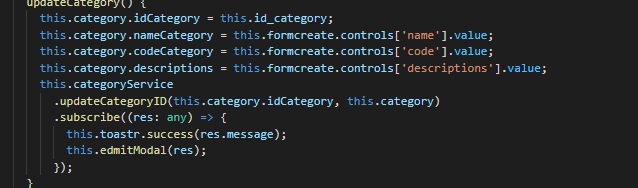 updateCategory() {
this.category.idCategory = this.id_category;
this.category.nameCategory = this.formcreate.controls['name'].value;
this.category.codeCategory = this.formcreate.controls['code'].value;
this.category.descriptions = this.formcreate.controls['descriptions'].value;
this.categoryService
.updateCategoryID(this.category.idCategory, this.category)
.subscribe((res: any) => {
this.toastr.success(res.message);
this.edmitModal(res);
});
}